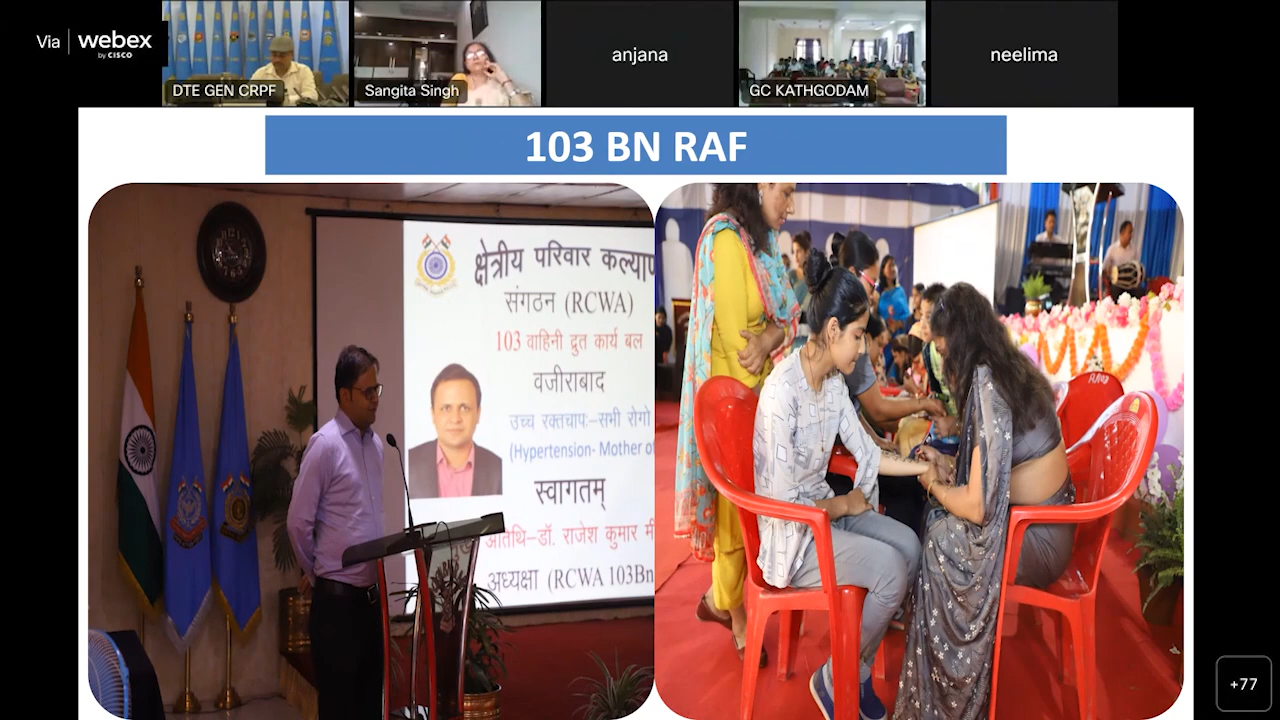 Via webex
by CISCO
DTE GEN CRPF
Sangita Singh
anjana
GC KATHGODAM
neelima
103 BN RAF
क्षेत्रीय परिवार
संगठन (RCWA)
103 वाहिनी द्रुत कार्य बल
वजीराबाद
उच्च रक्तचापः–सभी रोगो
(Hypertension- Mother of
स्वागतम्
अतिथि–डॉ. राजेश कुमार
अध्यक्षा (RCWA 103Bn
+77